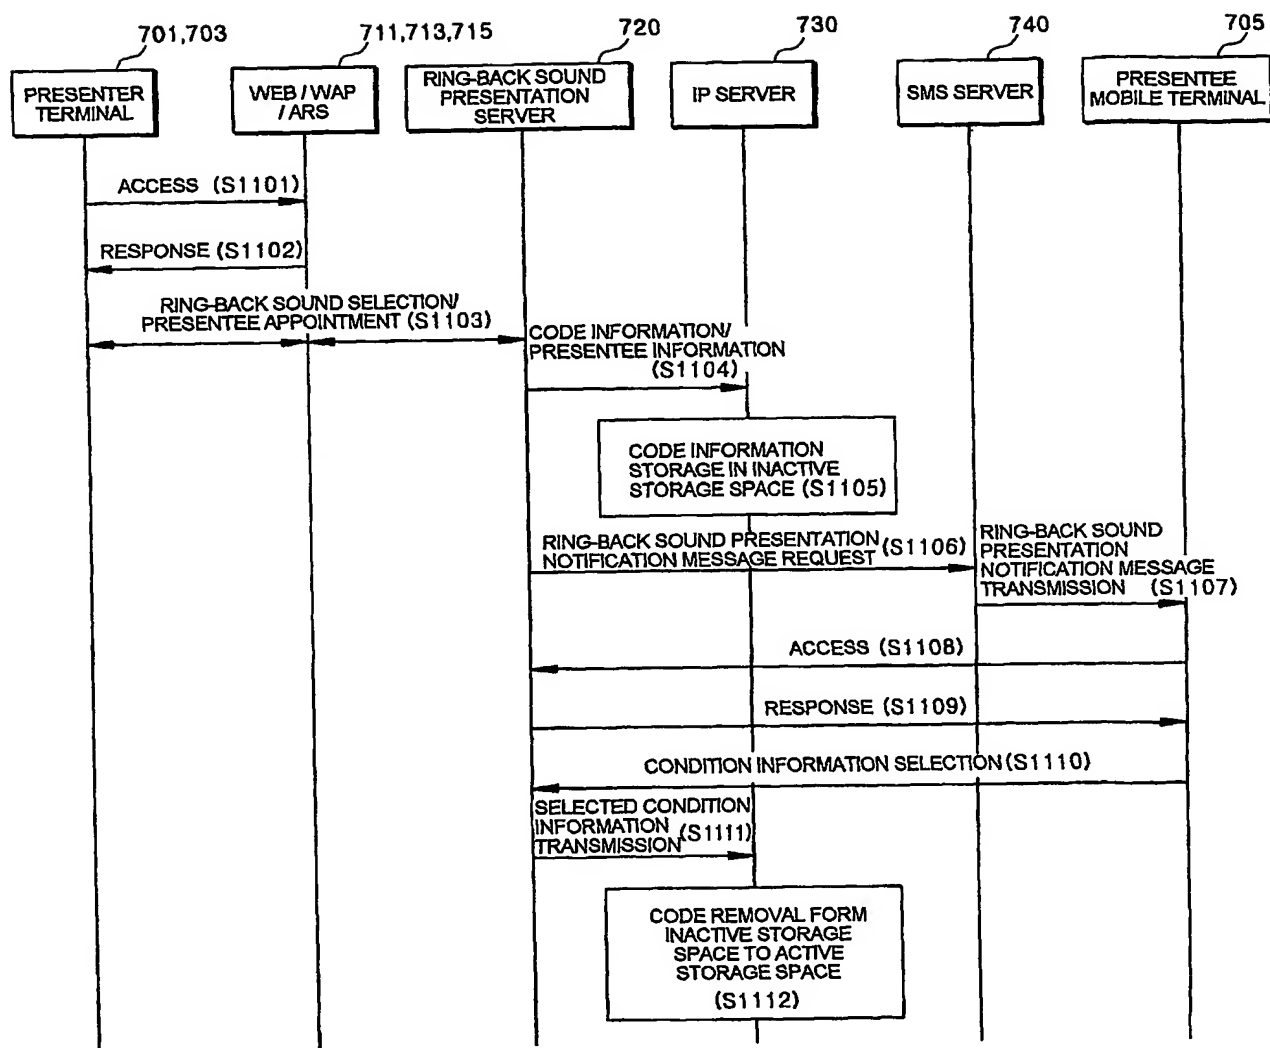 701,703
711,713,715
720
730
740
705
PRESENTER
TERMINAL
WEB / WAP
/ ARS
RING-BACK SOUND
PRESENTATION
SERVER
IP SERVER
SMS SERVER
PRESENTEE
MOBILE TERMINAL
ACCESS (S1101)
RESPONSE (S1102)
RING-BACK SOUND SELECTION/
PRESENTEE APPOINTMENT (S1103)
CODE INFORMATION/
PRESENTEE INFORMATION
(S1104)
CODE INFORMATION
STORAGE IN INACTIVE
STORAGE SPACE (S1105)
RING-BACK SOUND PRESENTATION
NOTIFICATION MESSAGE REQUEST (S1106)
RING-BACK SOUND
PRESENTATION
NOTIFICATION MESSAGE
TRANSMISSION (S1107)
ACCESS (S1108)
RESPONSE (S1109)
CONDITION INFORMATION SELECTION (S1110)
SELECTED CONDITION
INFORMATION
TRANSMISSION (S1111)
CODE REMOVAL FORM
INACTIVE STORAGE
SPACE TO ACTIVE
STORAGE SPACE
(S1112)